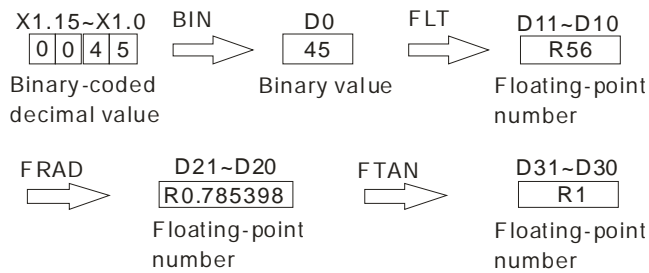 X1.15~X1.0 BIN D0 FLT D11~D10
0 0 4 5 45 R56
Binary-coded Binary value Floating-point
decimal value number
FRAD D21~D20 FTAN D31~D30
R0.785398 R1
Floating-point Floating-point
number number